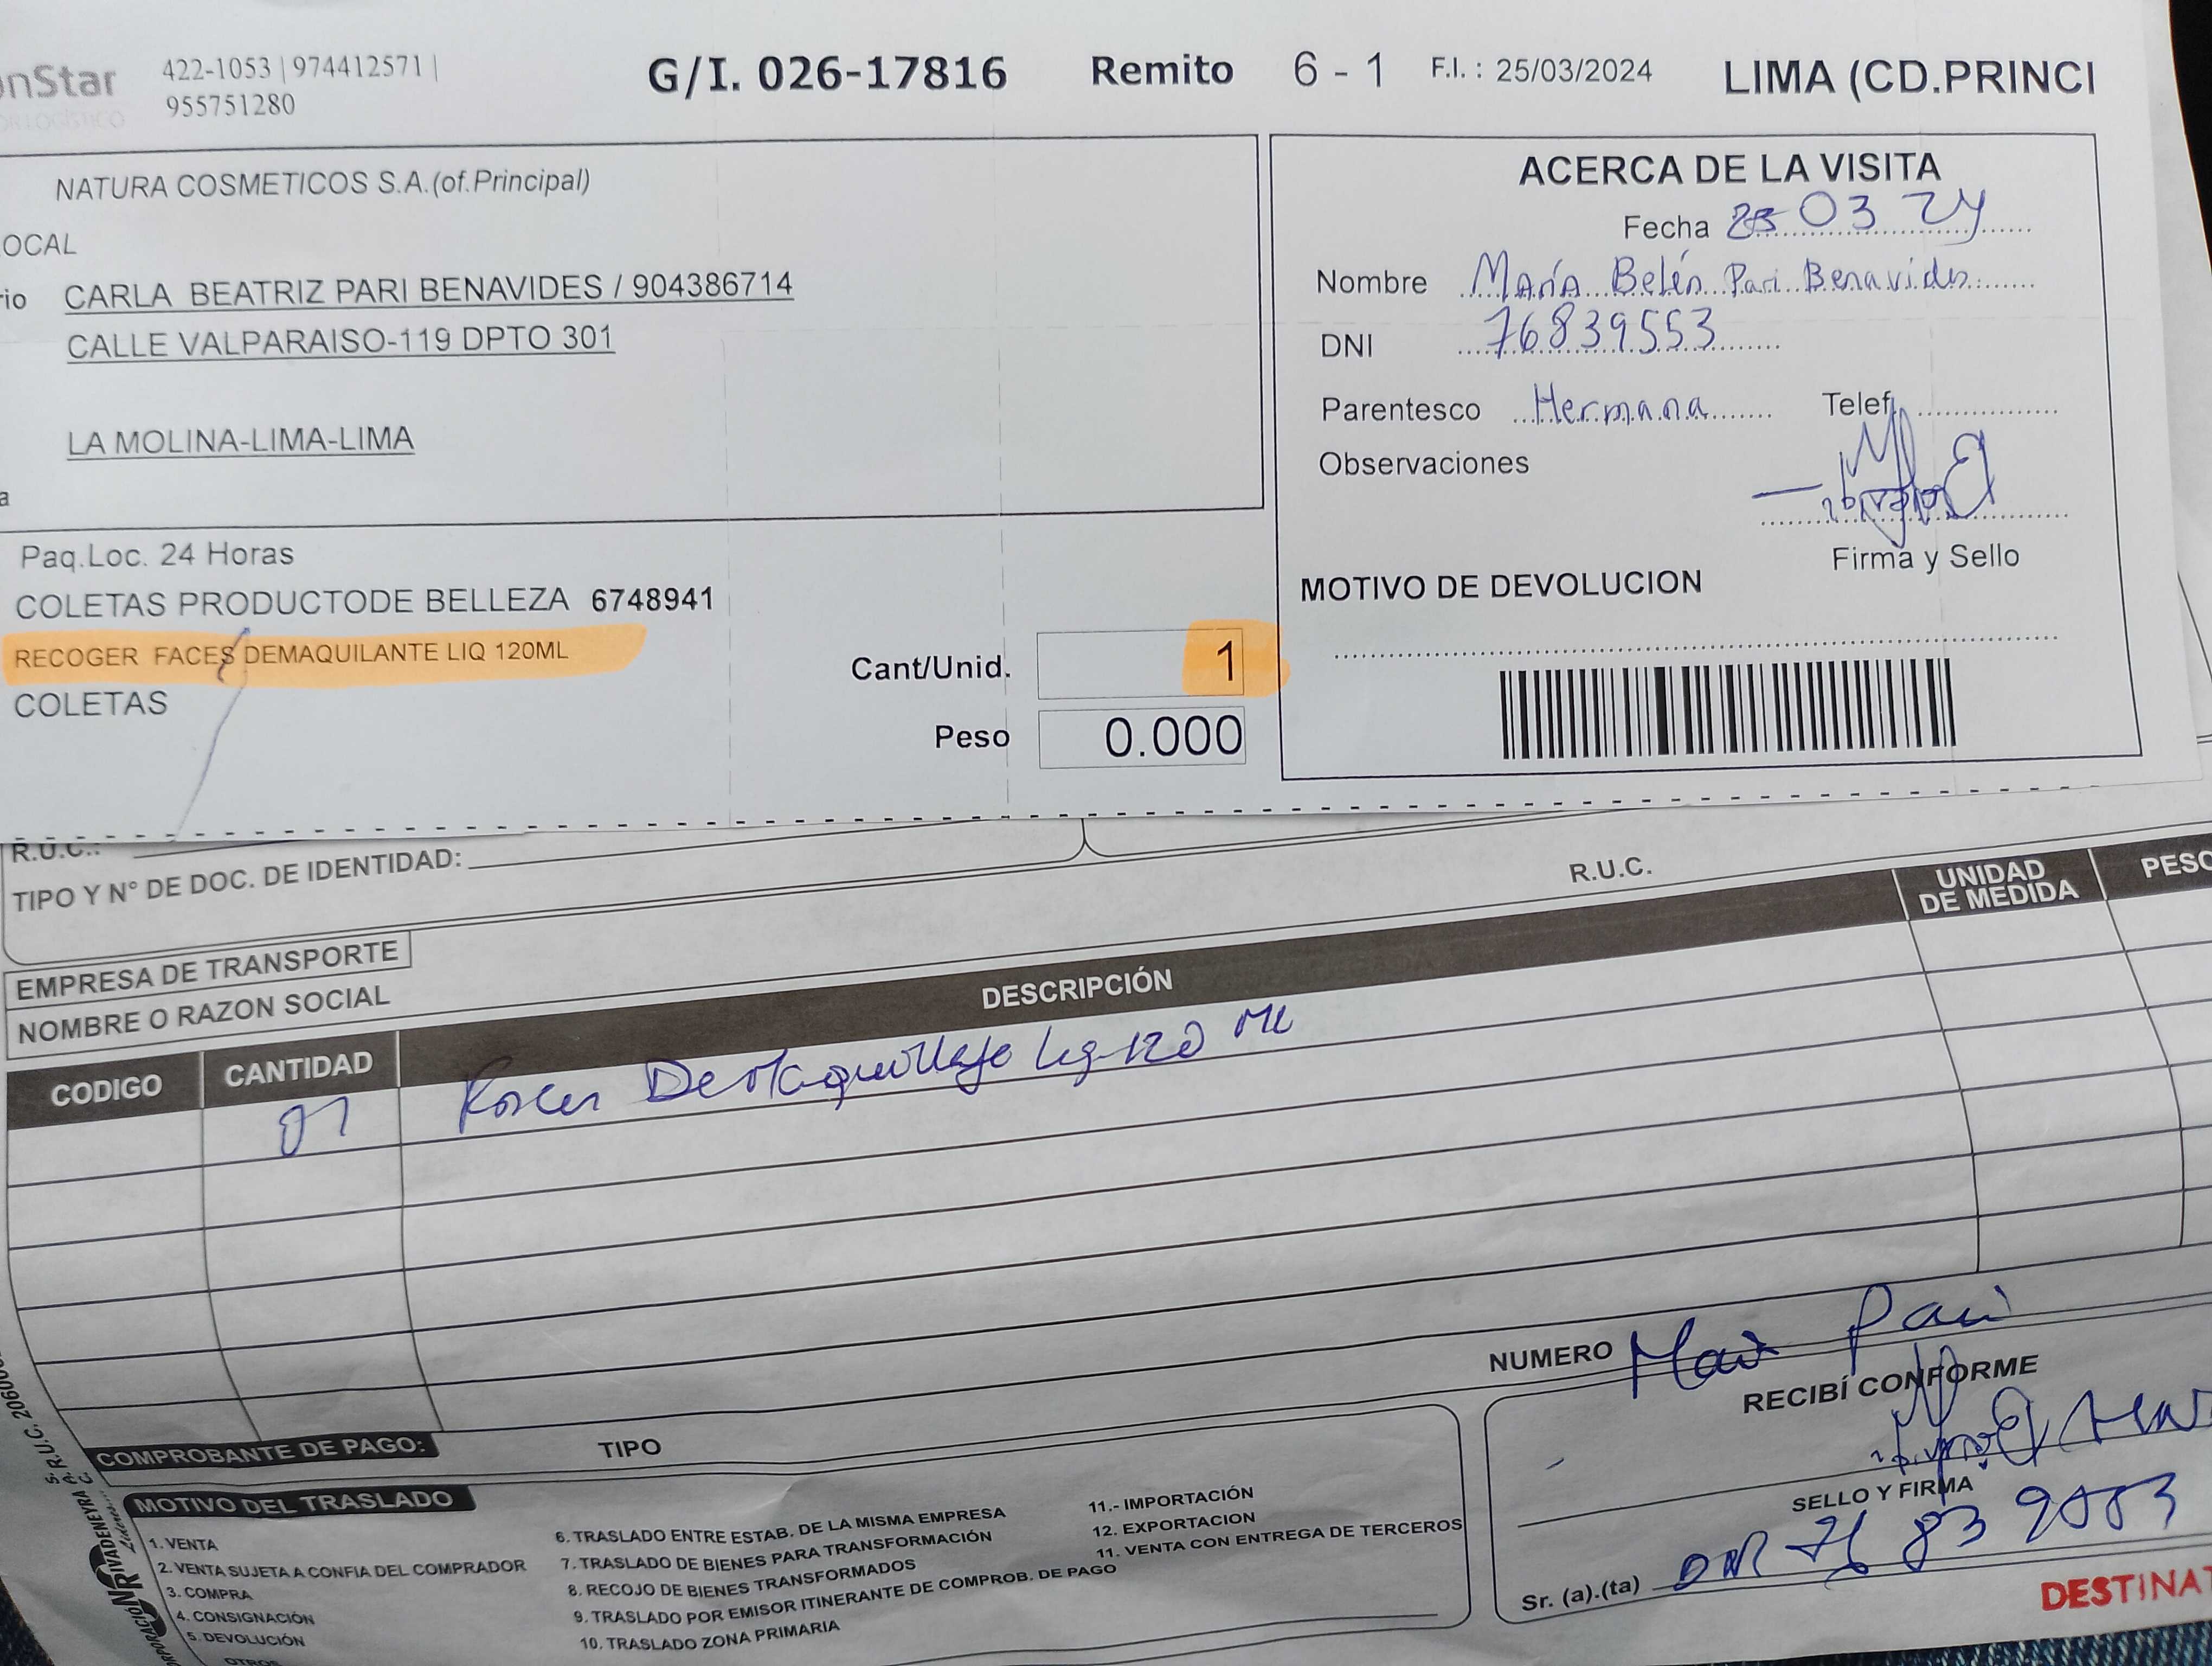 nStar
422-1053 | 974412571 |
955751280
G/I. 026-17816
Remito 6 - 1
F.I. : 25/03/2024
LIMA (CD.PRINCI
NATURA COSMETICOS S.A.(of.Principal)
OCAL
rio CARLA BEATRIZ PARI BENAVIDES / 904386714
CALLE VALPARAISO-119 DPTO 301
LA MOLINA-LIMA-LIMA
a
Paq.Loc. 24 Horas
COLETAS PRODUCTODE BELLEZA 6748941
RECOGER FACES DEMAQUILANTE LIQ 120ML
COLETAS
Cant/Unid. 1
Peso 0.000
ACERCA DE LA VISITA
Fecha 25 03 24
Nombre María Belén Pari Benavides
DNI 76839553
Parentesco Hermana Telef.
Observaciones
Firma y Sello
MOTIVO DE DEVOLUCION
R.U.C.:
TIPO Y N° DE DOC. DE IDENTIDAD:
EMPRESA DE TRANSPORTE
NOMBRE O RAZON SOCIAL
R.U.C.
CODIGO CANTIDAD DESCRIPCIÓN UNIDAD DE MEDIDA PESO
01 Demaquillaje Liq 120 ML
COMPROBANTE DE PAGO: TIPO NUMERO
MOTIVO DEL TRASLADO
1. VENTA
2. VENTA SUJETA A CONFIA DEL COMPRADOR
3. COMPRA
4. CONSIGNACIÓN
5. DEVOLUCIÓN
OTROS
6. TRASLADO ENTRE ESTAB. DE LA MISMA EMPRESA
7. TRASLADO DE BIENES PARA TRANSFORMACIÓN
8. RECOJO DE BIENES TRANSFORMADOS
9. TRASLADO POR EMISOR ITINERANTE DE COMPROB. DE PAGO
10. TRASLADO ZONA PRIMARIA
11.- IMPORTACIÓN
12. EXPORTACION
11. VENTA CON ENTREGA DE TERCEROS
Maria Pari
RECIBÍ CONFORME
SELLO Y FIRMA
Sr. (a).(ta) DNI 76839553
DESTINAT